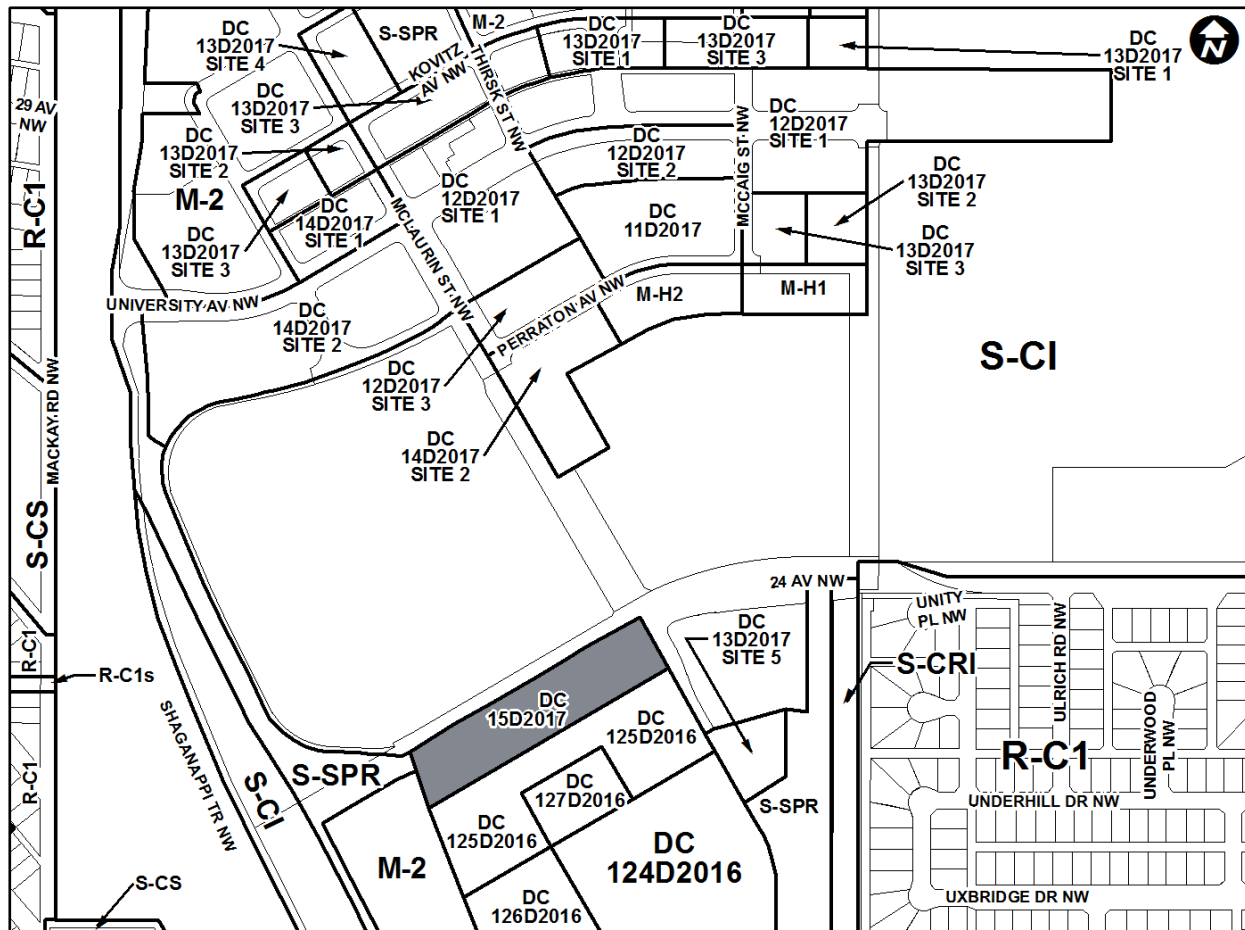 DC
13D2017
SITE 4
S-SPR
M-2
DC
13D2017
SITE 1
DC
13D2017
SITE 3
DC
13D2017
SITE 1
N
KOVITZ
AV NW
THIRSK ST NW
29 AV
NW
DC
13D2017
SITE 3
DC
13D2017
SITE 2
DC
12D2017
SITE 1
MCCAIG ST NW
DC
12D2017
SITE 2
DC
13D2017
SITE 2
R-C1
M-2
DC
14D2017
SITE 1
MCLAURIN ST NW
DC
12D2017
SITE 1
DC
11D2017
DC
13D2017
SITE 3
DC
13D2017
SITE 3
UNIVERSITY AV NW
M-H2
M-H1
PERRATON AV NW
DC
14D2017
SITE 2
S-CI
DC
12D2017
SITE 3
MACKAY RD NW
DC
14D2017
SITE 2
S-CS
24 AV NW
UNITY
PL NW
ULRICH RD NW
DC
13D2017
SITE 5
R-C1
R-C1s
S-CRI
DC
15D2017
UNDERWOOD
PL NW
SHAGANAPPI TR NW
DC
125D2016
R-C1
R-C1
S-SPR
S-CI
DC
127D2016
S-SPR
UNDERHILL DR NW
DC
125D2016
M-2
DC
124D2016
S-CS
DC
126D2016
UXBRIDGE DR NW